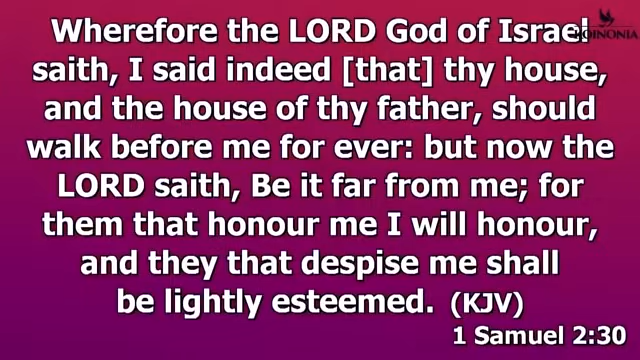 Wherefore the LORD God of Israel
KOINONIA
saith, I said indeed [that] thy house,
and the house of thy father, should
walk before me for ever: but now the
LORD saith, Be it far from me; for
them that honour me I will honour,
and they that despise me shall
be lightly esteemed. (KJV)
1 Samuel 2:30